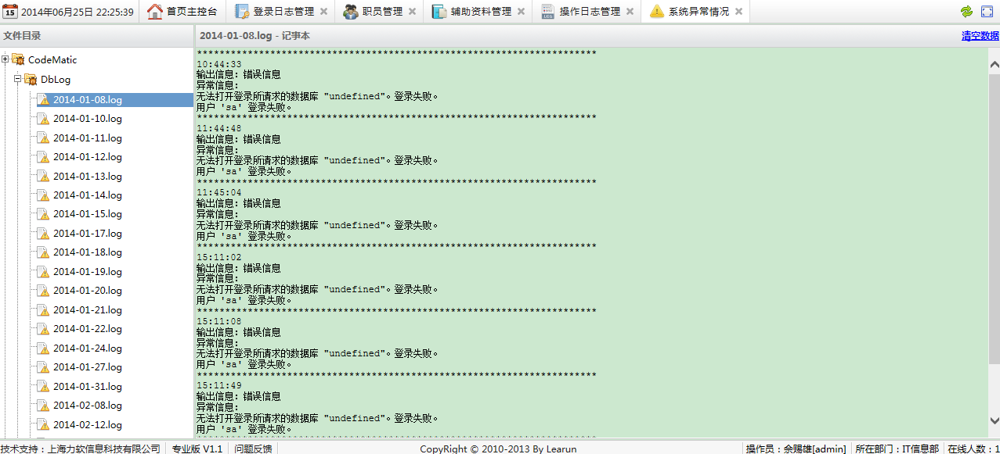 15 2014年06月25日 22:25:39 首页主控台 登录日志管理 职员管理 辅助资料管理 LOG 操作日志管理 系统异常情况
文件目录
2014-01-08.log - 记事本 清空数据
CodeMatic
DbLog
2014-01-08.log
2014-01-10.log
2014-01-11.log
2014-01-12.log
2014-01-13.log
2014-01-14.log
2014-01-15.log
2014-01-17.log
2014-01-18.log
2014-01-19.log
2014-01-20.log
2014-01-21.log
2014-01-22.log
2014-01-24.log
2014-01-27.log
2014-01-31.log
2014-02-08.log
2014-02-12.log
***********************************************************************
10:44:33
输出信息: 错误信息
异常信息:
无法打开登录所请求的数据库 "undefined"。登录失败。
用户 'sa' 登录失败。
***********************************************************************
11:44:48
输出信息: 错误信息
异常信息:
无法打开登录所请求的数据库 "undefined"。登录失败。
用户 'sa' 登录失败。
***********************************************************************
11:45:04
输出信息: 错误信息
异常信息:
无法打开登录所请求的数据库 "undefined"。登录失败。
用户 'sa' 登录失败。
***********************************************************************
15:11:02
输出信息: 错误信息
异常信息:
无法打开登录所请求的数据库 "undefined"。登录失败。
用户 'sa' 登录失败。
***********************************************************************
15:11:08
输出信息: 错误信息
异常信息:
无法打开登录所请求的数据库 "undefined"。登录失败。
用户 'sa' 登录失败。
***********************************************************************
15:11:49
输出信息: 错误信息
异常信息:
无法打开登录所请求的数据库 "undefined"。登录失败。
用户 'sa' 登录失败。
***********************************************************************
技术支持：上海力软信息科技有限公司 专业版 V1.1 问题反馈 CopyRight © 2010-2013 By Learun 操作员：佘赐雄[admin] 所在部门：IT信息部 在线人数：1